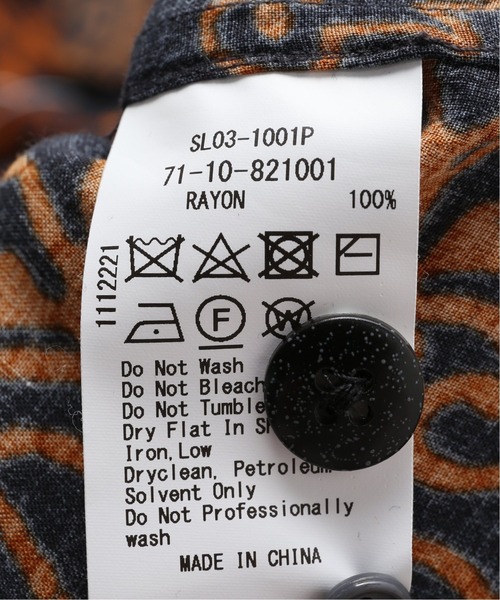 SL03-1001P
71-10-821001
RAYON 100%
1112221
F
W
Do Not Wash
Do Not Bleach
Do Not Tumble
Dry Flat In
Iron,Low
Dryclean, Petroleum
Solvent Only
Do Not Professionally
wash
MADE IN CHINA